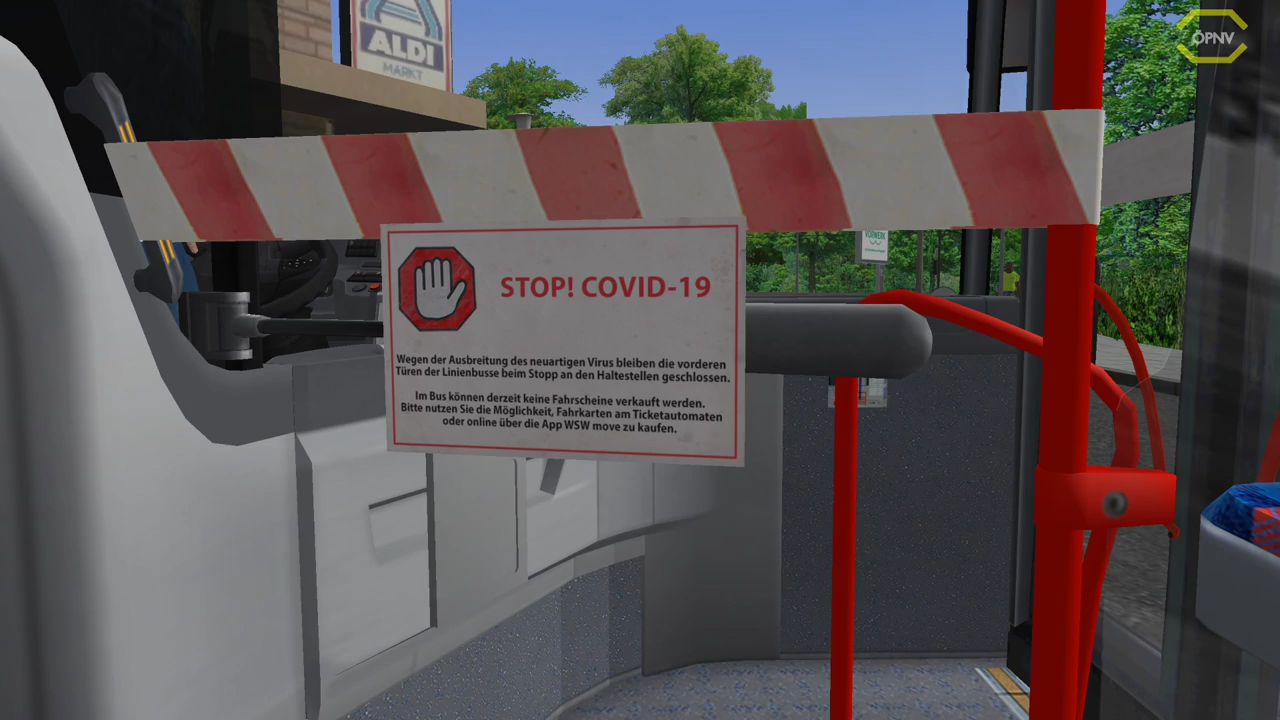 ÖPNV
ALDI
MARKT
VORWERK
STOP! COVID-19
Wegen der Ausbreitung des neuartigen Virus bleiben die vorderen
Türen der Linienbusse beim Stopp an den Haltestellen geschlossen.
Im Bus können derzeit keine Fahrscheine verkauft werden.
Bitte nutzen Sie die Möglichkeit, Fahrkarten am Ticketautomaten
oder online über die App WSW move zu kaufen.